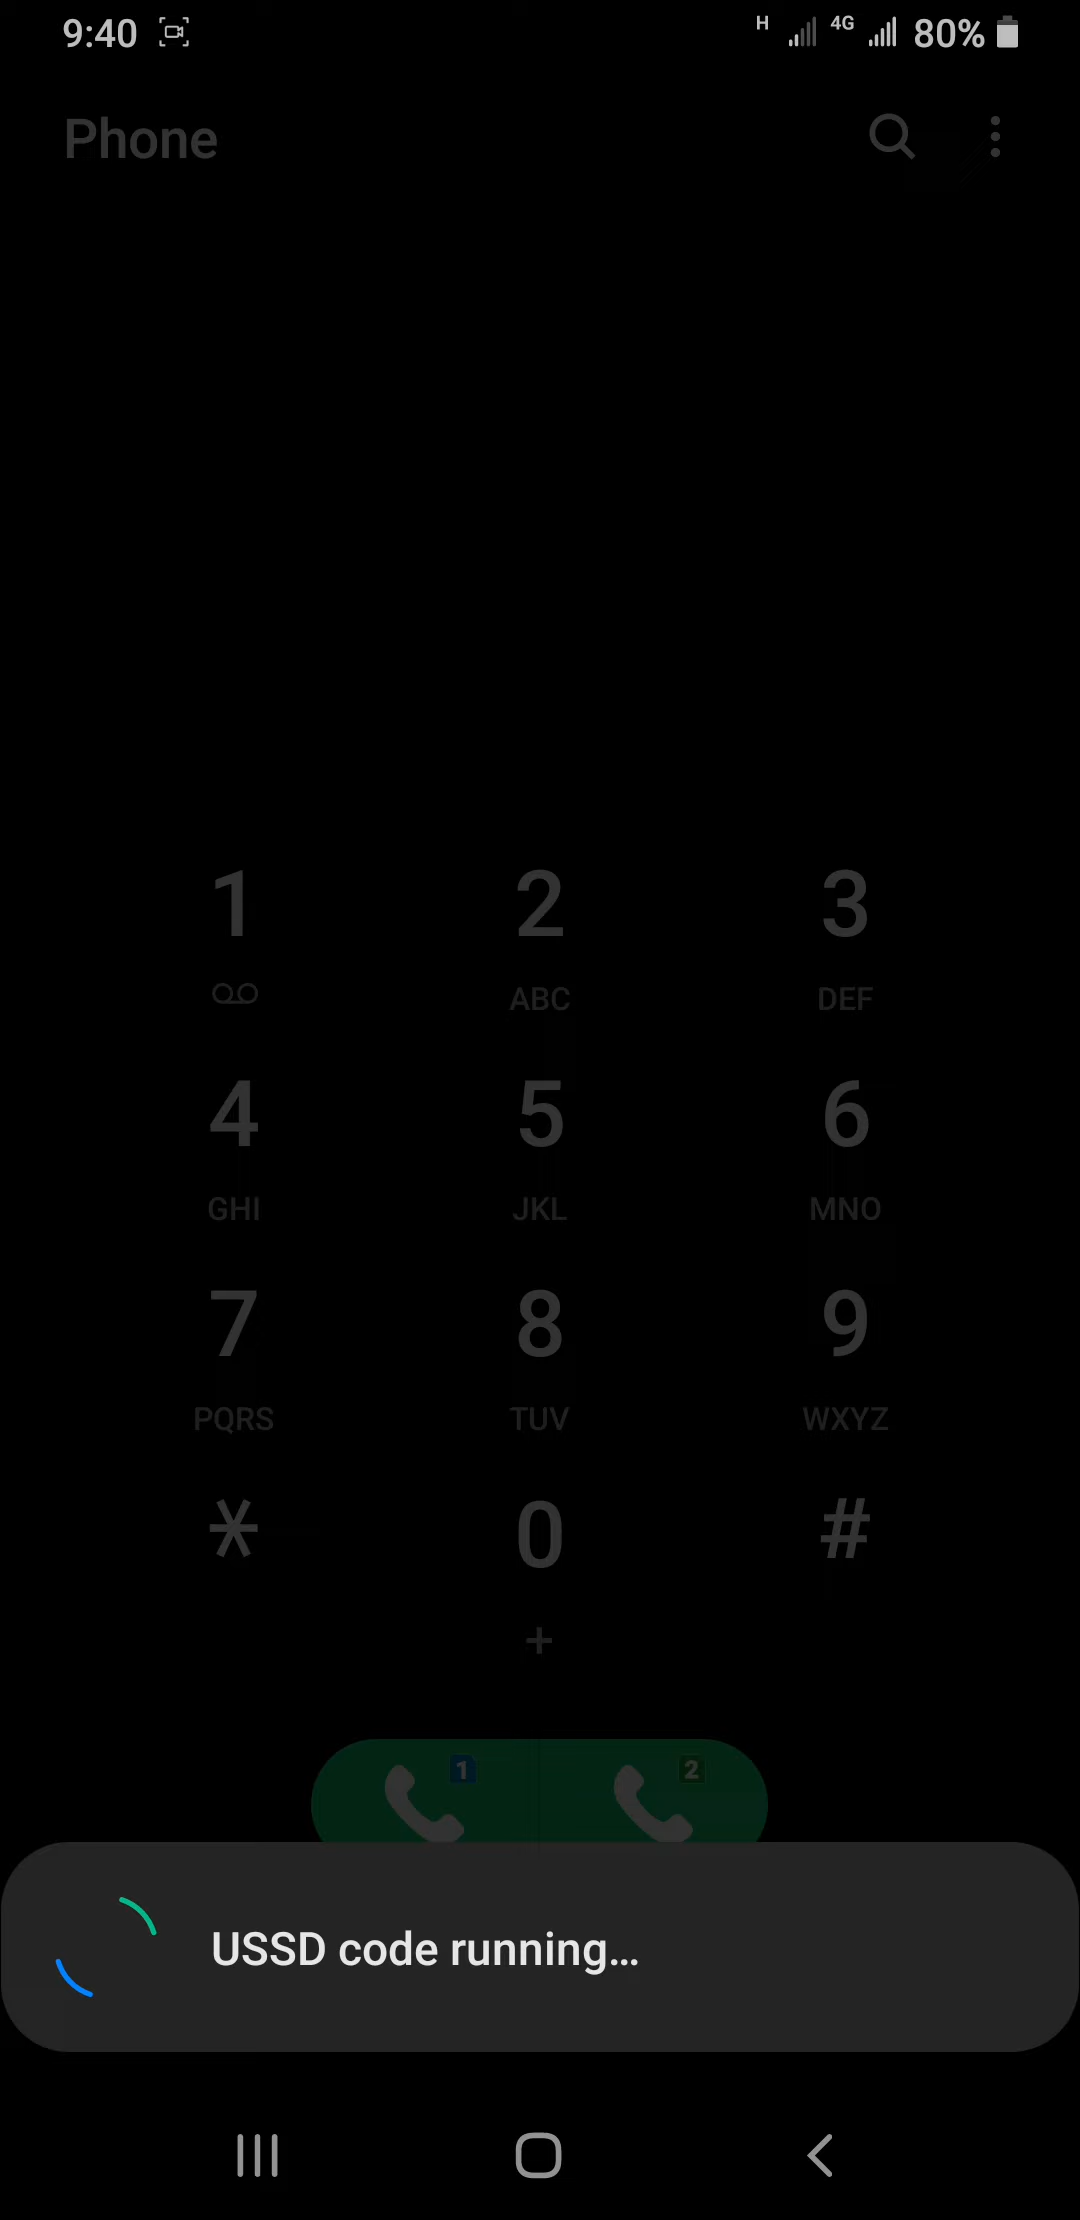 9:40 H 4G 80%
Phone
1 2 3
ABC DEF
4 5 6
GHI JKL MNO
7 8 9
PQRS TUV WXYZ
* 0 #
+
1 2
USSD code running...